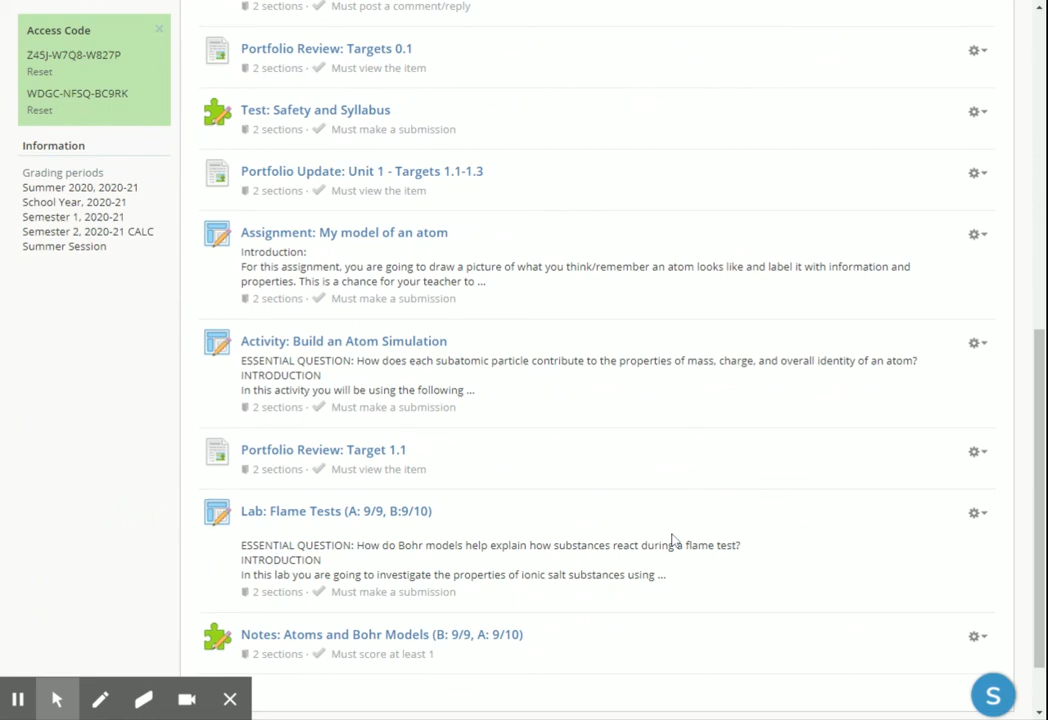 2 sections · Must post a comment/reply
Access Code
Z45J-W7Q8-W827P
Reset
WDGC-NFSQ-BC9RK
Reset
Information
Grading periods
Summer 2020, 2020-21
School Year, 2020-21
Semester 1, 2020-21
Semester 2, 2020-21 CALC
Summer Session
Portfolio Review: Targets 0.1
2 sections · Must view the item
Test: Safety and Syllabus
2 sections · Must make a submission
Portfolio Update: Unit 1 - Targets 1.1-1.3
2 sections · Must view the item
Assignment: My model of an atom
Introduction:
For this assignment, you are going to draw a picture of what you think/remember an atom looks like and label it with information and
properties. This is a chance for your teacher to ...
2 sections · Must make a submission
Activity: Build an Atom Simulation
ESSENTIAL QUESTION: How does each subatomic particle contribute to the properties of mass, charge, and overall identity of an atom?
INTRODUCTION
In this activity you will be using the following ...
2 sections · Must make a submission
Portfolio Review: Target 1.1
2 sections · Must view the item
Lab: Flame Tests (A: 9/9, B:9/10)
ESSENTIAL QUESTION: How do Bohr models help explain how substances react during a flame test?
INTRODUCTION
In this lab you are going to investigate the properties of ionic salt substances using ...
2 sections · Must make a submission
Notes: Atoms and Bohr Models (B: 9/9, A: 9/10)
2 sections · Must score at least 1
S